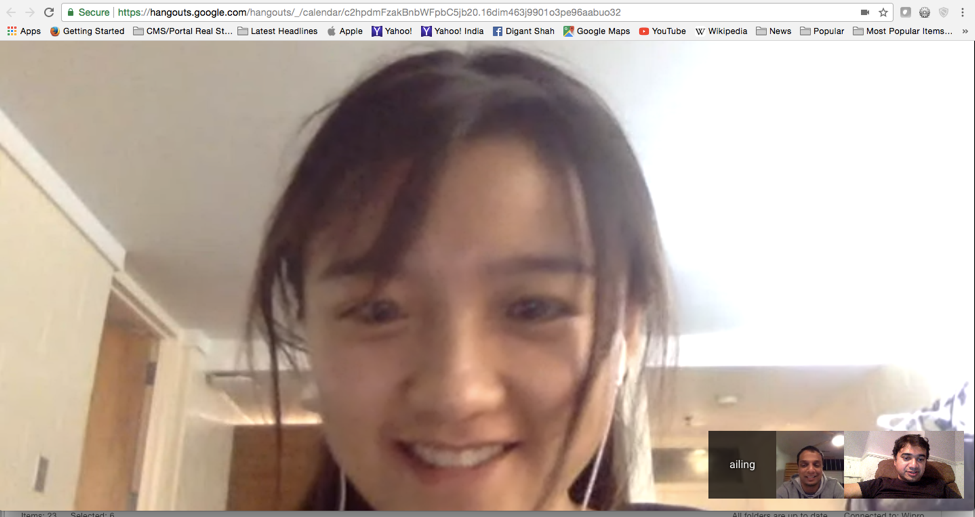 Secure https://hangouts.google.com/hangouts/_/calendar/c2hpdmFzakBnbWFpbC5jb20.16dim463j9901o3pe96aabuo32
Apps Getting Started CMS/Portal Real St... Latest Headlines Apple Yahoo! Yahoo! India Digant Shah Google Maps YouTube Wikipedia News Popular Most Popular Items... »
ailing
Items: 23 Selected: 6 All folders are up to date. Connected to: Wipro